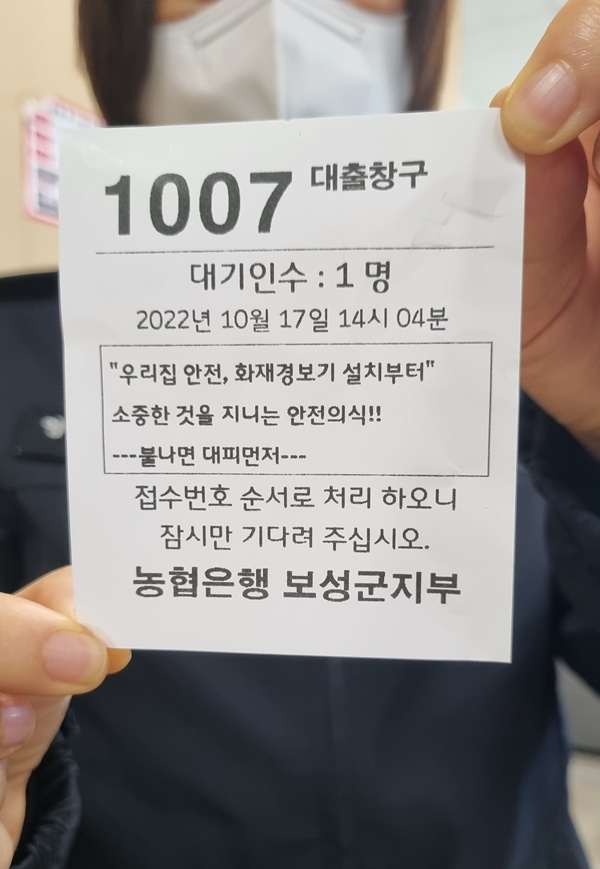 1007 대출창구
대기인수 : 1 명
2022년 10월 17일 14시 04분
"우리집 안전, 화재경보기 설치부터"
소중한 것을 지니는 안전의식!!
---불나면 대피먼저---
접수번호 순서로 처리 하오니
잠시만 기다려 주십시오.
농협은행 보성군지부